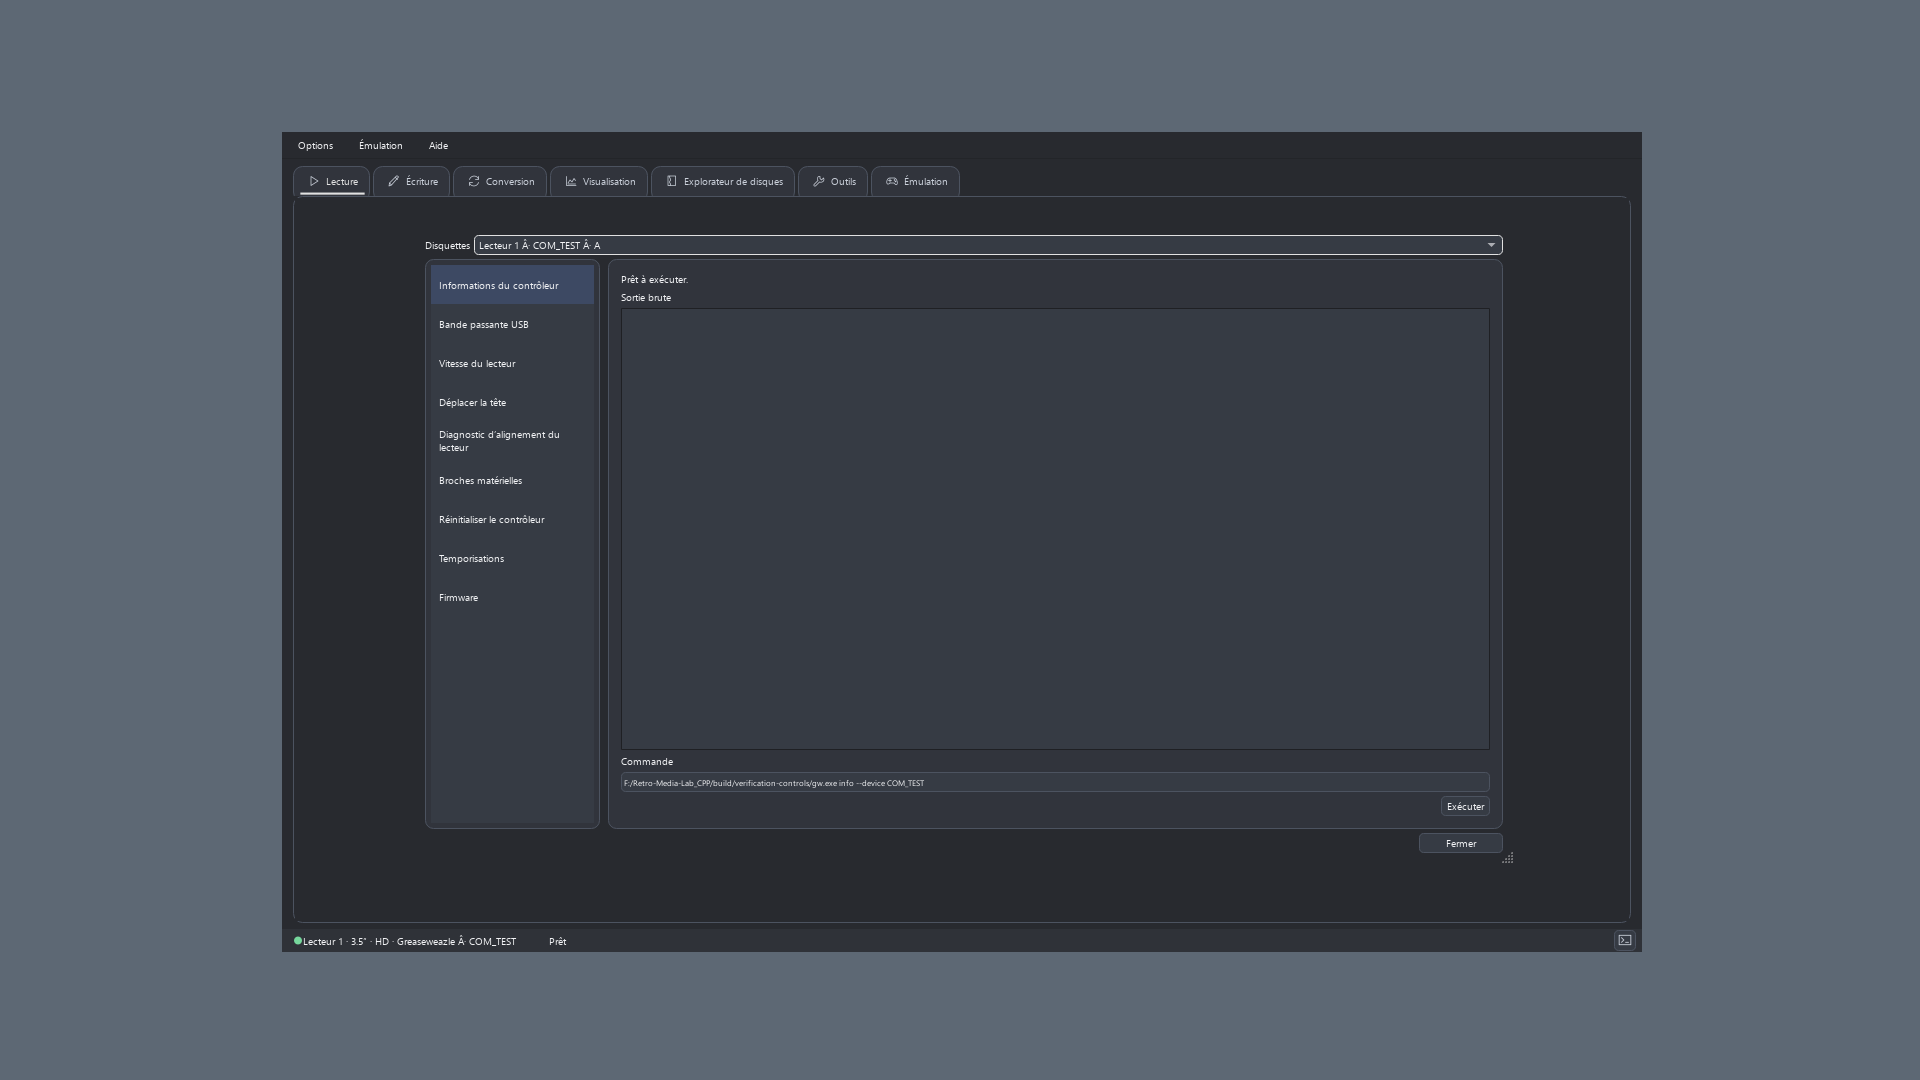 Options Émulation Aide
Lecture Écriture Conversion Visualisation Explorateur de disques Outils Émulation
Disquettes Lecteur 1 Â· COM_TEST Â· A
Informations du contrôleur
Bande passante USB
Vitesse du lecteur
Déplacer la tête
Diagnostic d'alignement du
lecteur
Broches matérielles
Réinitialiser le contrôleur
Temporisations
Firmware
Prêt à exécuter.
Sortie brute
Commande
F:/Retro-Media-Lab_CPP/build/verification-controls/gw.exe info --device COM_TEST
Exécuter
Fermer
Lecteur 1 · 3.5" · HD · Greaseweazle Â· COM_TEST Prêt